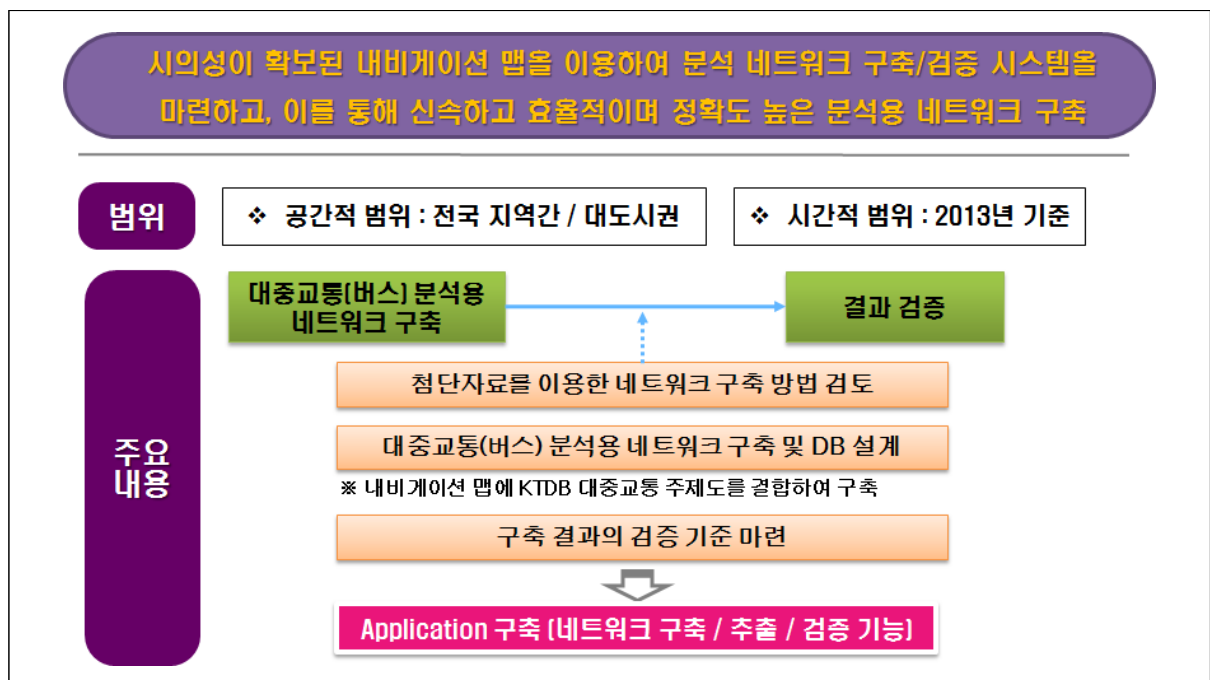 시의성이 확보된 내비게이션 맵을 이용하여 분석 네트워크 구축/검증 시스템을
마련하고, 이를 통해 신속하고 효율적이며 정확도 높은 분석용 네트워크 구축
범위
❖ 공간적 범위 : 전국 지역간 / 대도시권
❖ 시간적 범위 : 2013년 기준
주요
내용
대중교통(버스) 분석용
네트워크 구축
결과 검증
첨단자료를 이용한 네트워크 구축 방법 검토
대중교통(버스) 분석용 네트워크 구축 및 DB 설계
※ 내비게이션 맵에 KTDB 대중교통 주제도를 결합하여 구축
구축 결과의 검증 기준 마련
Application 구축 (네트워크 구축 / 추출 / 검증 기능)